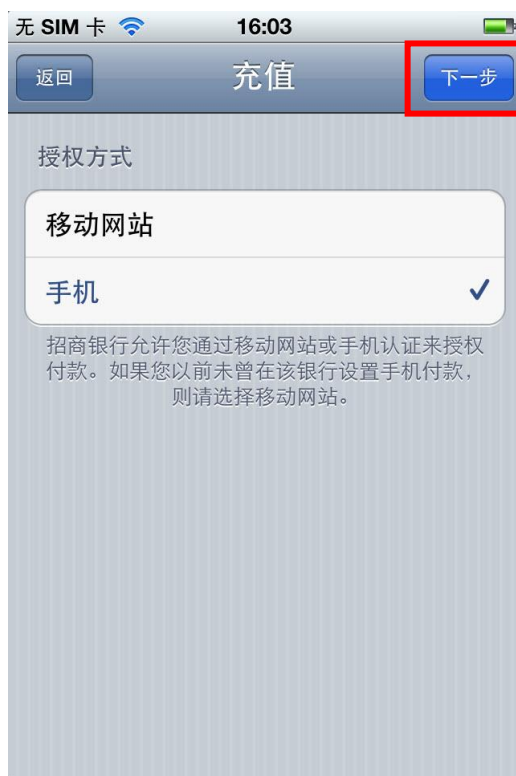 无 SIM 卡 16:03
返回 充值 下一步
授权方式
移动网站
手机
招商银行允许您通过移动网站或手机认证来授权
付款。如果您以前未曾在该银行设置手机付款，
则请选择移动网站。